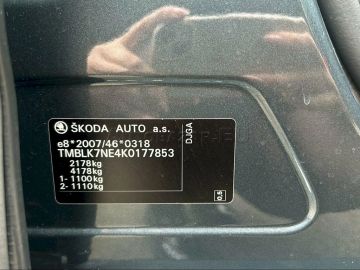 ŠKODA AUTO a.s.
e8*2007/46*0318
TMBLK7NE4K0177853
2178kg
4178kg
1- 1100kg
2- 1110kg
DJGA
0.5